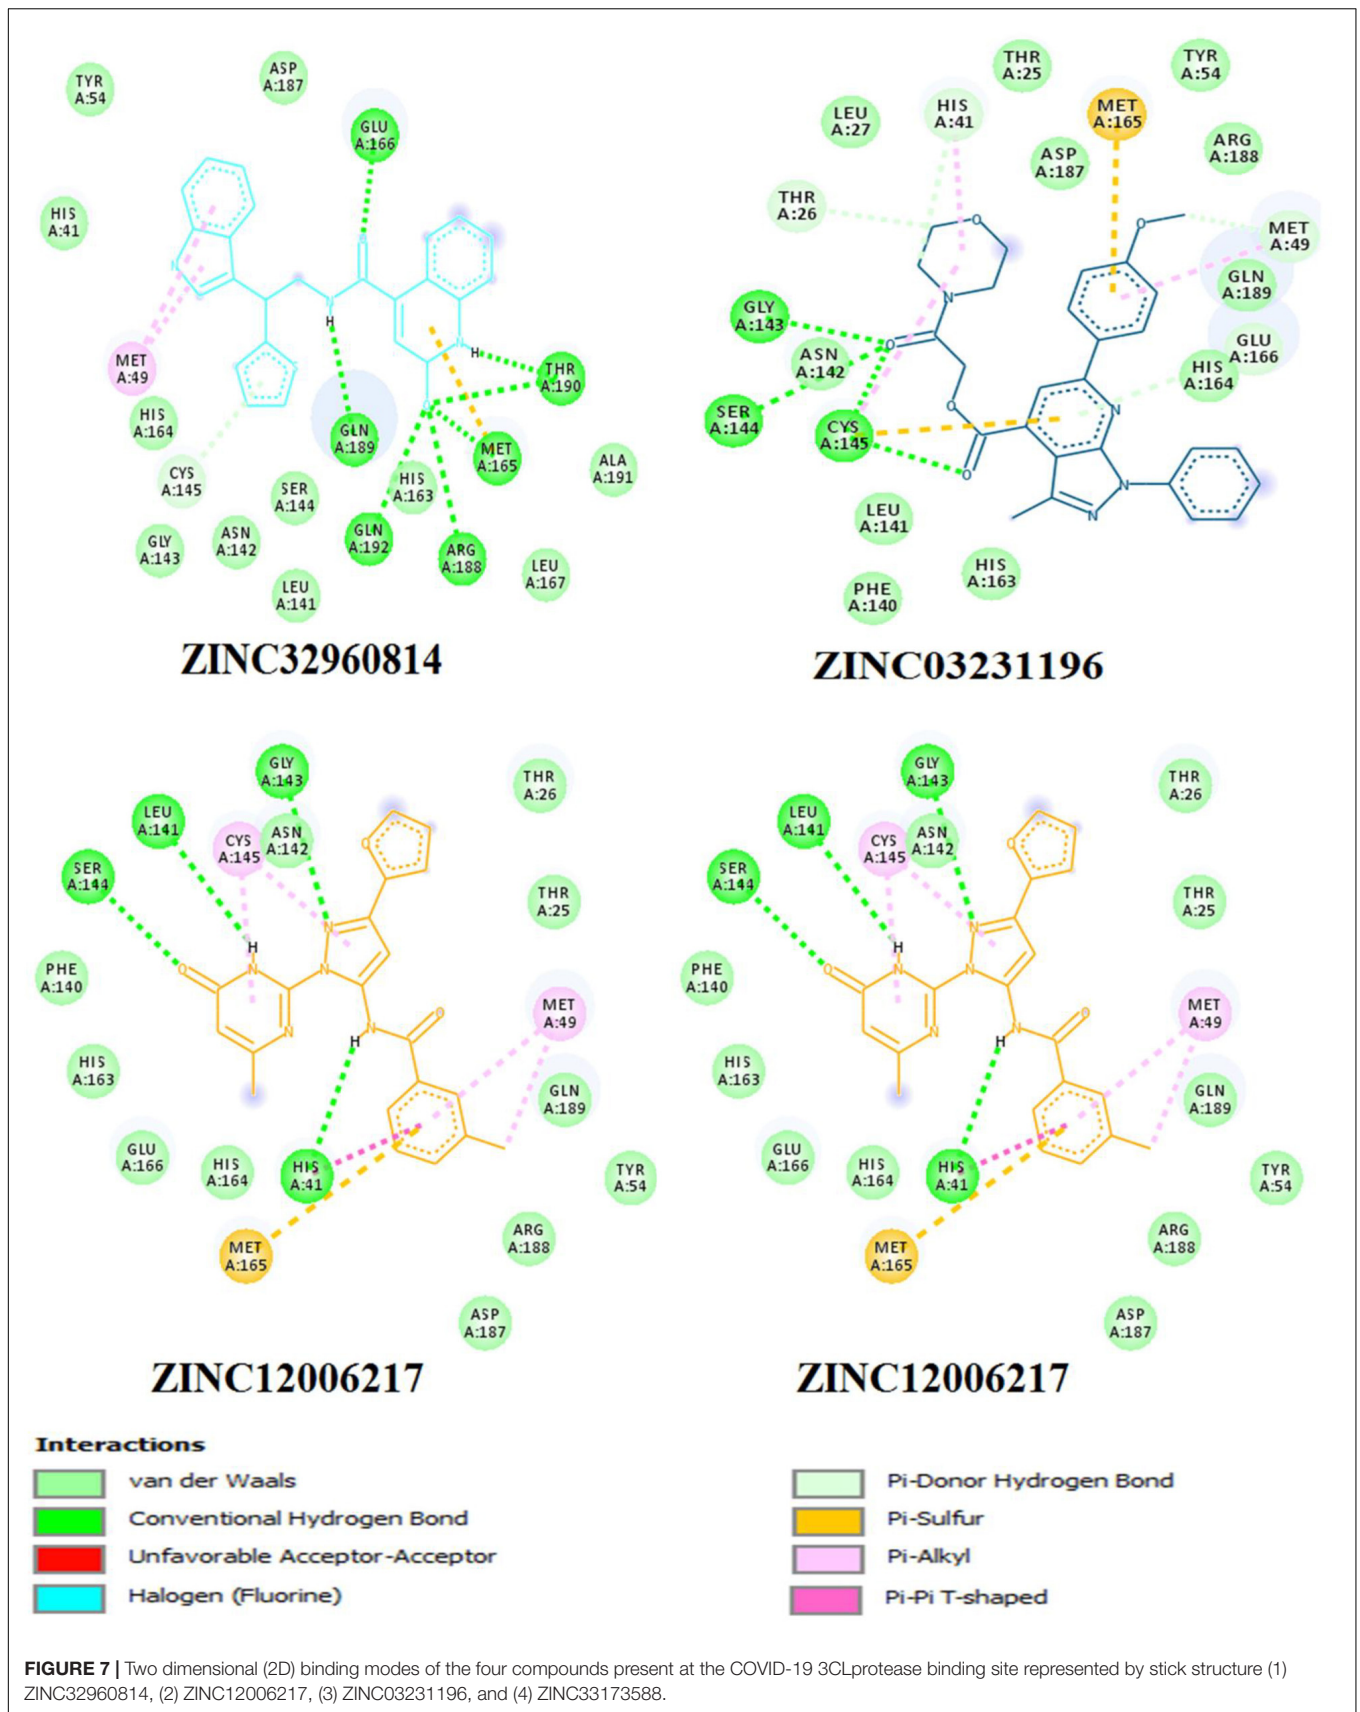 TYR
A:54
ASP
A:187
GLU
A:166
HIS
A:41
MET
A:49
HIS
A:164
CYS
A:145
GLY
A:143
ASN
A:142
SER
A:144
LEU
A:141
GLN
A:189
GLN
A:192
HIS
A:163
ARG
A:188
MET
A:165
THR
A:190
ALA
A:191
LEU
A:167
N
H
N
H
ZINC32960814
THR
A:25
TYR
A:54
LEU
A:27
HIS
A:41
MET
A:165
ASP
A:187
ARG
A:188
THR
A:26
MET
A:49
GLN
A:189
GLU
A:166
HIS
A:164
GLY
A:143
ASN
A:142
SER
A:144
CYS
A:145
LEU
A:141
PHE
A:140
HIS
A:163
O
N
O
O
O
O
N
N
N
ZINC03231196
GLY
A:143
LEU
A:141
CYS
A:145
ASN
A:142
SER
A:144
THR
A:26
THR
A:25
PHE
A:140
HIS
A:163
GLU
A:166
HIS
A:164
HIS
A:41
MET
A:165
MET
A:49
GLN
A:189
TYR
A:54
ARG
A:188
ASP
A:187
O
N
H
N
O
N
N
N
H
O
ZINC12006217
GLY
A:143
LEU
A:141
CYS
A:145
ASN
A:142
SER
A:144
THR
A:26
THR
A:25
PHE
A:140
HIS
A:163
GLU
A:166
HIS
A:164
HIS
A:41
MET
A:165
MET
A:49
GLN
A:189
TYR
A:54
ARG
A:188
ASP
A:187
O
N
H
N
O
N
N
N
H
O
ZINC12006217
Interactions
van der Waals
Conventional Hydrogen Bond
Unfavorable Acceptor-Acceptor
Halogen (Fluorine)
Pi-Donor Hydrogen Bond
Pi-Sulfur
Pi-Alkyl
Pi-Pi T-shaped
FIGURE 7 | Two dimensional (2D) binding modes of the four compounds present at the COVID-19 3CLprotease binding site represented by stick structure (1)
ZINC32960814, (2) ZINC12006217, (3) ZINC03231196, and (4) ZINC33173588.